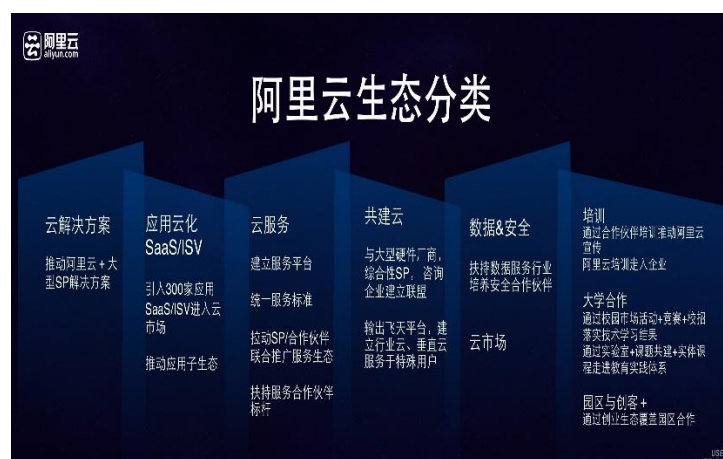 阿里云
aliyun.com
阿里云生态分类
云解决方案
推动阿里云+大
型SP解决方案
应用云化
SaaS/ISV
引入300家应用
SaaS/ISV进入云
市场
推动应用子生态
云服务
建立服务平台
统一服务标准
拉动SP/合作伙伴
联合推广服务生态
扶持服务合作伙伴
标杆
共建云
与大型硬件厂商，
综合性SP，咨询
企业建立联盟
输出飞天平台，建
立行业云、垂直云
服务于特殊用户
数据&安全
扶持数据服务行业
培养安全合作伙伴
云市场
培训
通过合作伙伴培训推动阿里云
宣传
阿里云培训走入企业
大学合作
通过校园市场活动+竞赛+校招
落实技术学习结果
通过实验室+课题共建+实体课
程走进教育实践体系
园区与创客+
通过创业生态覆盖园区合作